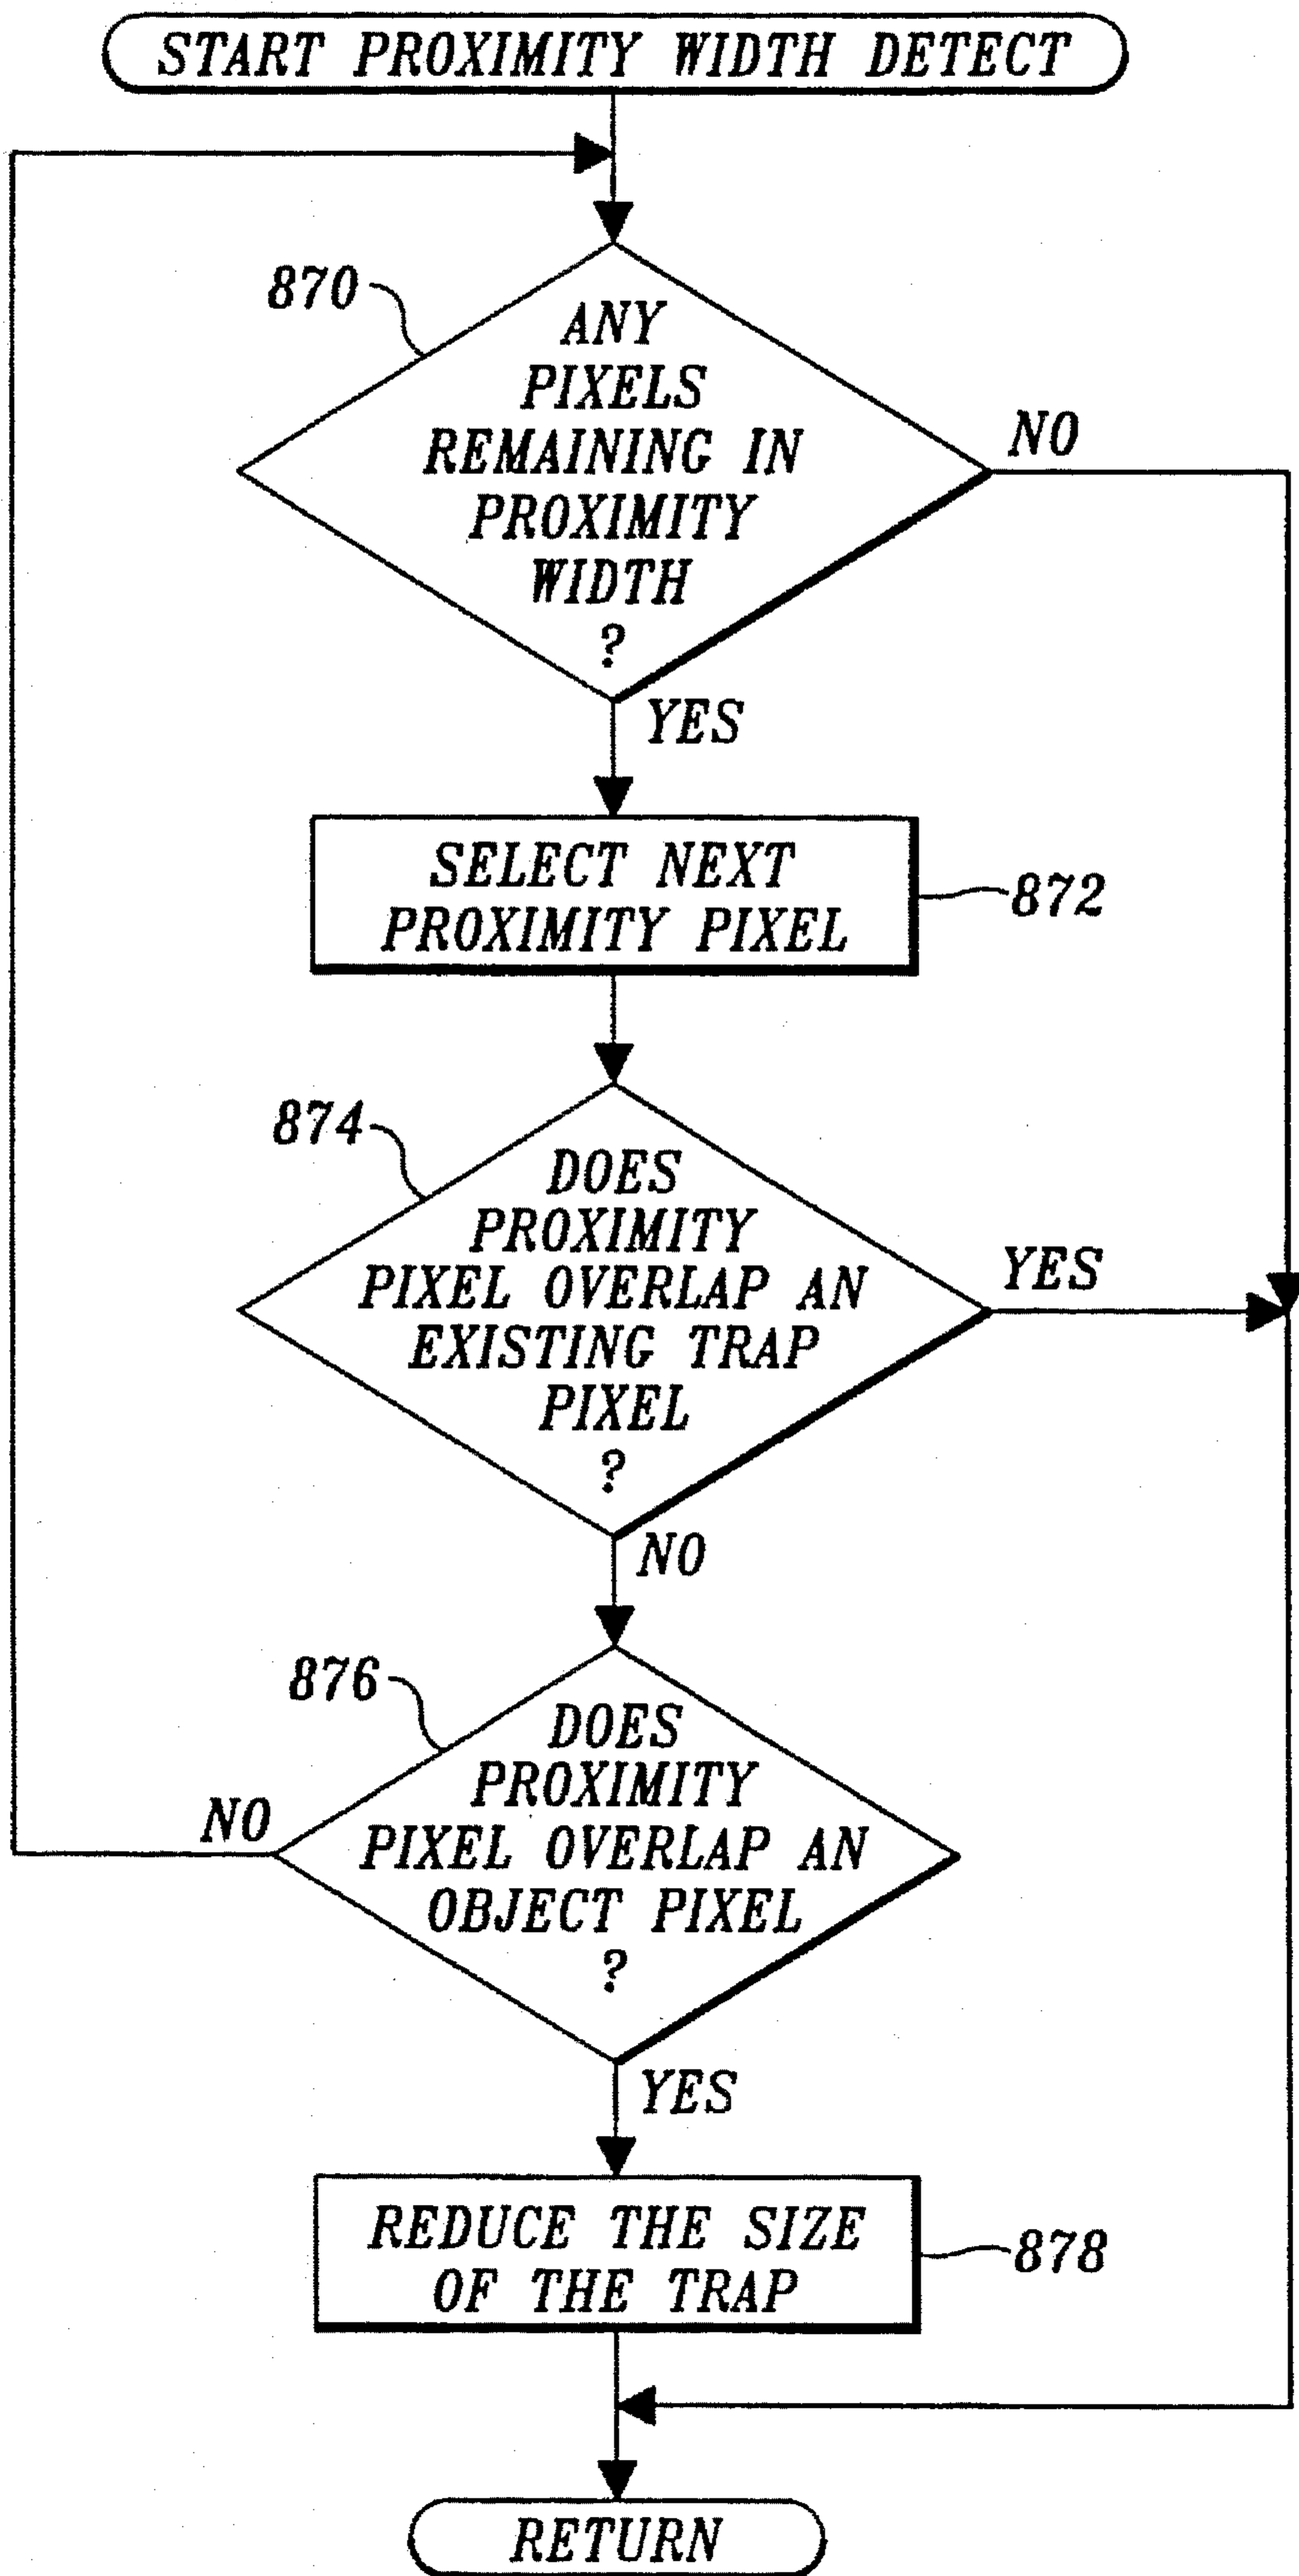 START PROXIMITY WIDTH DETECT
870
ANY
PIXELS
REMAINING IN
PROXIMITY
WIDTH
?
NO
YES
SELECT NEXT
PROXIMITY PIXEL
872
874
DOES
PROXIMITY
PIXEL OVERLAP AN
EXISTING TRAP
PIXEL
?
YES
NO
876
DOES
PROXIMITY
PIXEL OVERLAP AN
OBJECT PIXEL
?
NO
YES
REDUCE THE SIZE
OF THE TRAP
878
RETURN